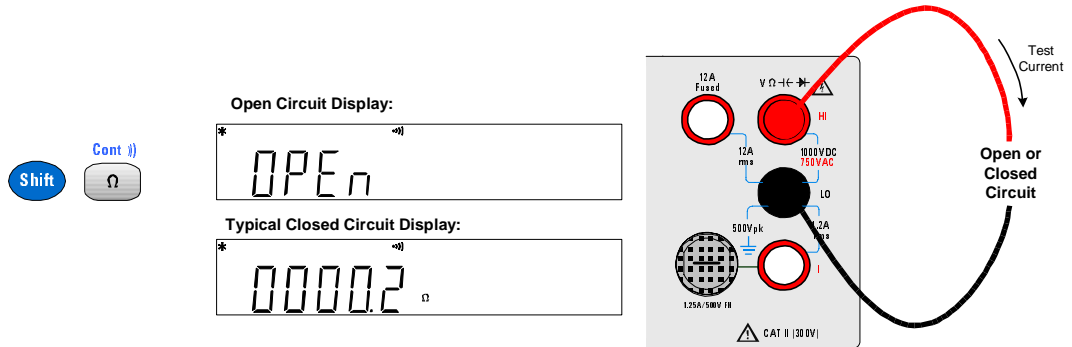 Shift
Cont
Ω
Open Circuit Display:
OPEn
Typical Closed Circuit Display:
0000.2 Ω
12A
Fused
V Ω
HI
12A
rms
1000VDC
750VAC
LO
500Vpk
1.2A
rms
I
1.25A/500V FH
CAT II (300V)
Test
Current
Open or
Closed
Circuit